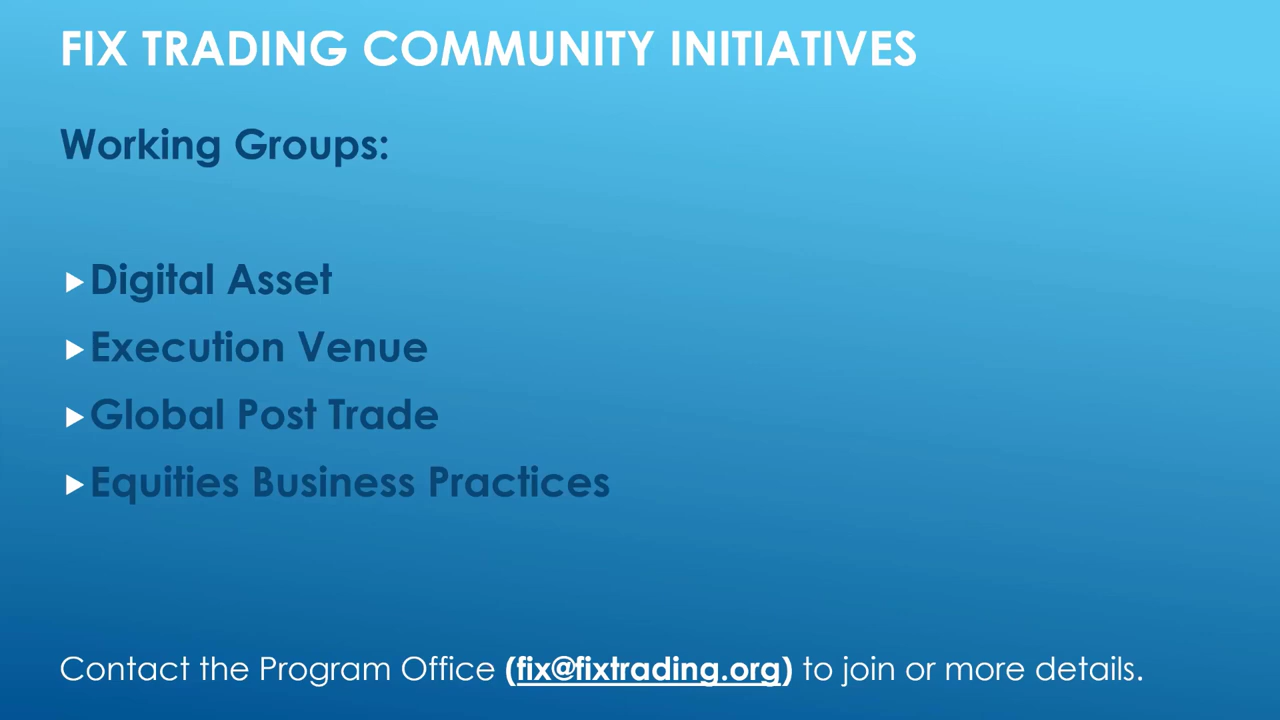 FIX TRADING COMMUNITY INITIATIVES
Working Groups:
Digital Asset
Execution Venue
Global Post Trade
Equities Business Practices
Contact the Program Office (fix@fixtrading.org) to join or more details.